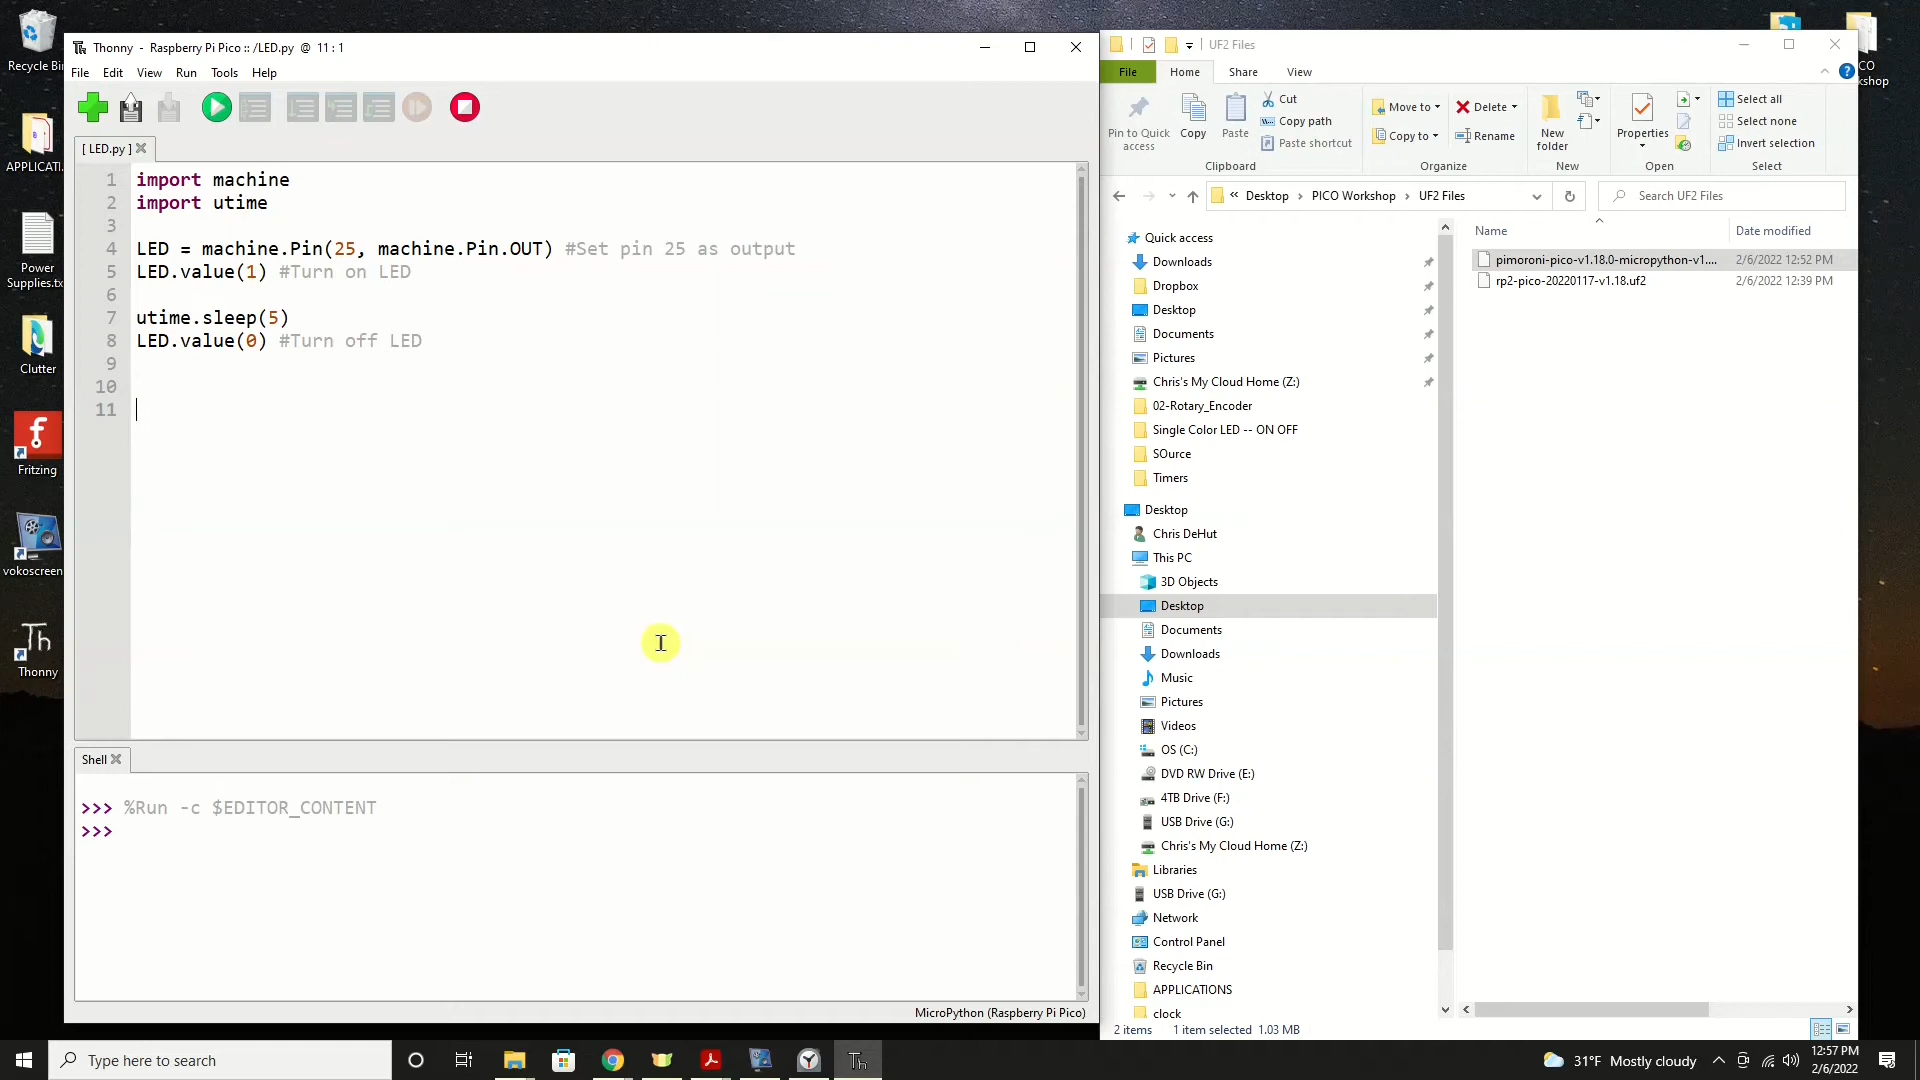 Recycle Bin
APPLICATI...
Power
Supplies.tx
Clutter
Fritzing
vokoscreen
Thonny
Thonny - Raspberry Pi Pico :: /LED.py @ 11 : 1
File Edit View Run Tools Help
[ LED.py ]
1 import machine
2 import utime
3
4 LED = machine.Pin(25, machine.Pin.OUT) #Set pin 25 as output
5 LED.value(1) #Turn on LED
6
7 utime.sleep(5)
8 LED.value(0) #Turn off LED
9
10
11
Shell
>>> %Run -c $EDITOR_CONTENT
>>>
MicroPython (Raspberry Pi Pico)
UF2 Files
File Home Share View
Pin to Quick
access
Copy
Paste
Cut
Copy path
Paste shortcut
Clipboard
Move to
Copy to
Delete
Rename
Organize
New
folder
New
Properties
Open
Select all
Select none
Invert selection
Select
« Desktop › PICO Workshop › UF2 Files
Search UF2 Files
Name Date modified
pimoroni-pico-v1.18.0-micropython-v1.... 2/6/2022 12:52 PM
rp2-pico-20220117-v1.18.uf2 2/6/2022 12:39 PM
Quick access
Downloads
Dropbox
Desktop
Documents
Pictures
Chris's My Cloud Home (Z:)
02-Rotary_Encoder
Single Color LED -- ON OFF
SOurce
Timers
Desktop
Chris DeHut
This PC
3D Objects
Desktop
Documents
Downloads
Music
Pictures
Videos
OS (C:)
DVD RW Drive (E:)
4TB Drive (F:)
USB Drive (G:)
Chris's My Cloud Home (Z:)
Libraries
USB Drive (G:)
Network
Control Panel
Recycle Bin
APPLICATIONS
clock
2 items 1 item selected 1.03 MB
CO
kshop
Type here to search
31°F Mostly cloudy
12:57 PM
2/6/2022